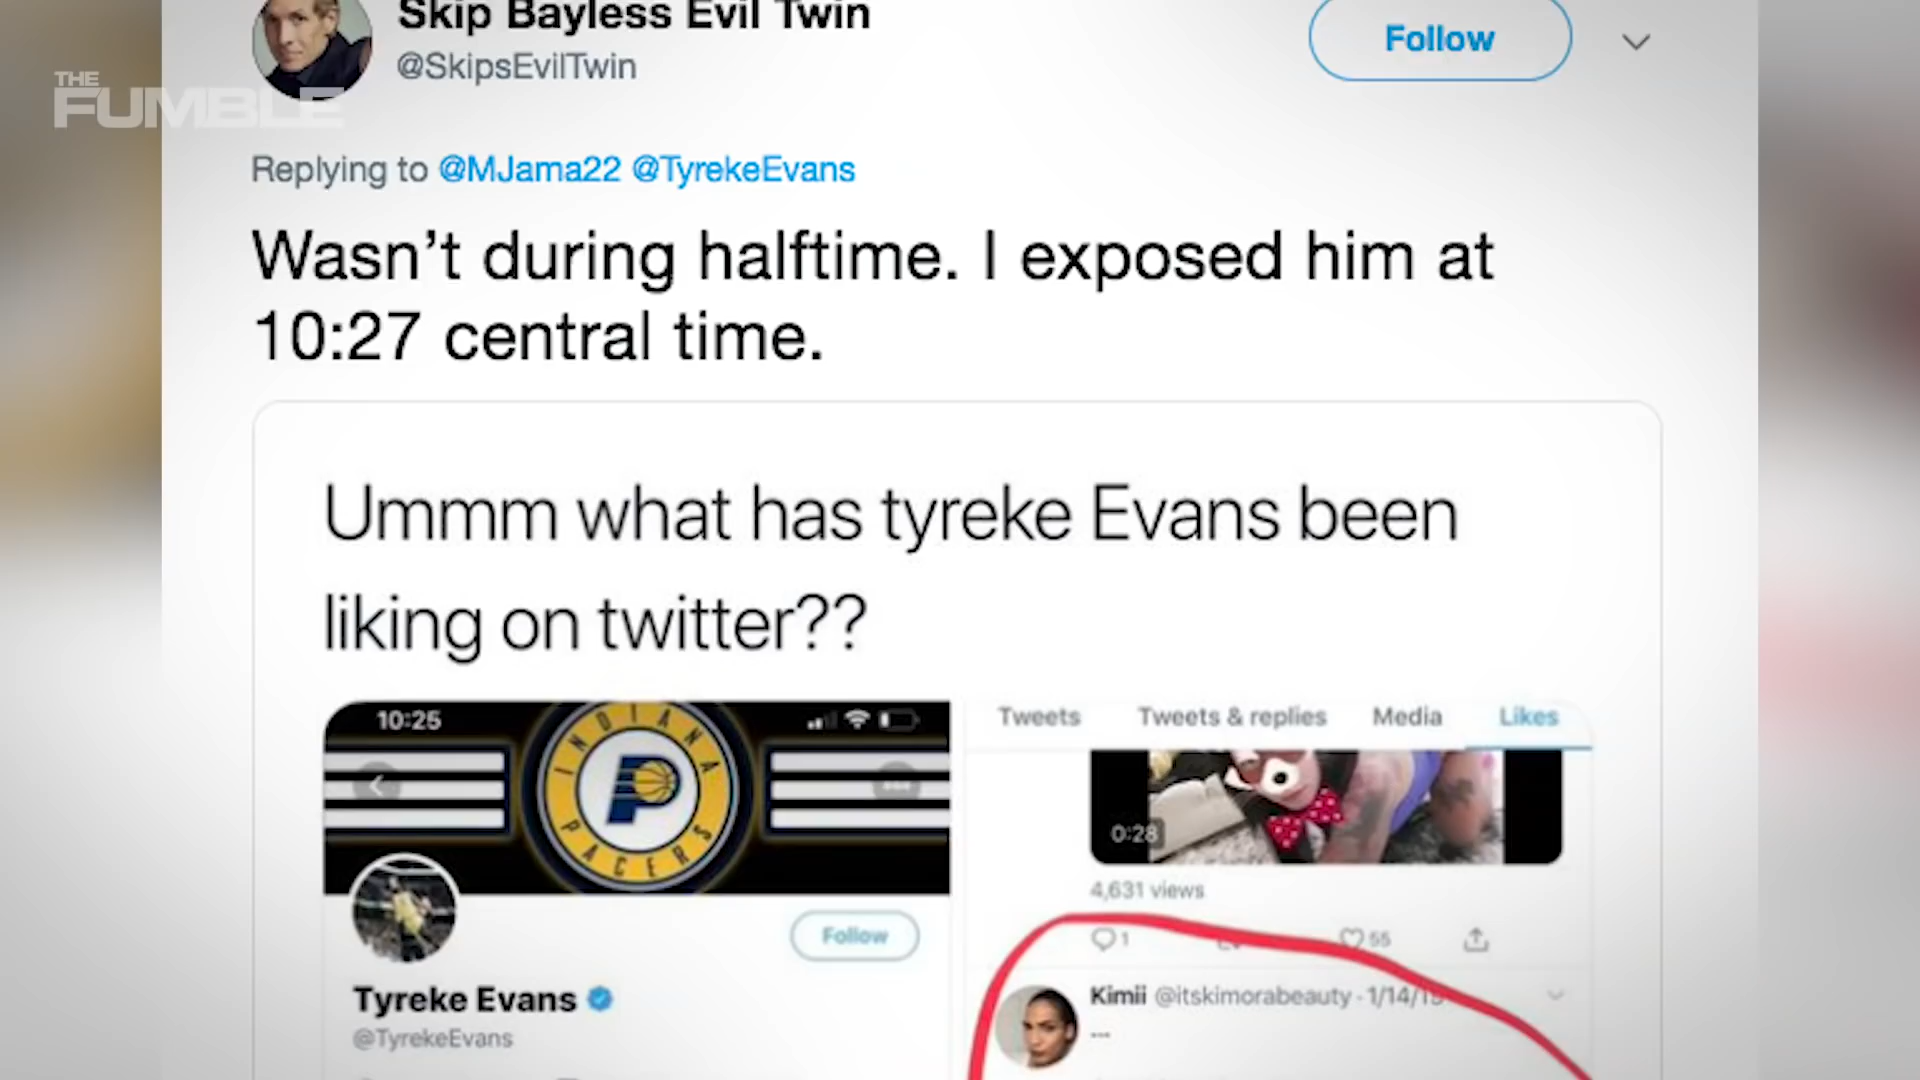 Skip Bayless Evil Twin
@SkipsEvilTwin
Follow
THE
FUMBLE
Replying to @MJama22 @TyrekeEvans
Wasn’t during halftime. I exposed him at
10:27 central time.
Ummm what has tyreke Evans been
liking on twitter??
10:25
INDIANA
PACERS
Follow
Tyreke Evans
@TyrekeEvans
Tweets Tweets & replies Media Likes
0:28
4,631 views
1 55
Kimii @itskimorabeauty · 1/14/19
...